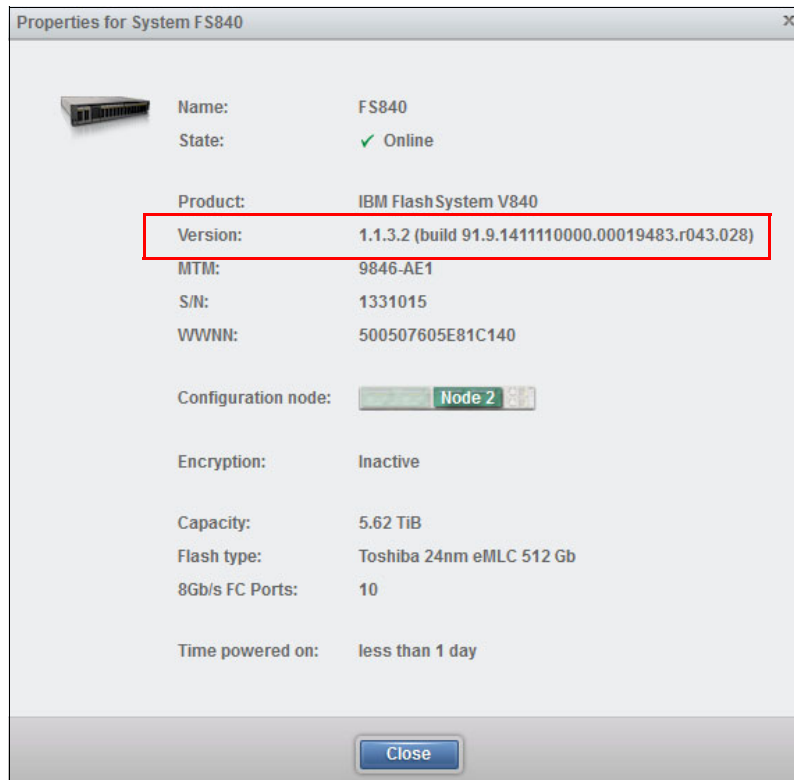 Properties for System FS840 x
Name: FS840
State: ✓ Online
Product: IBM FlashSystem V840
Version: 1.1.3.2 (build 91.9.1411110000.00019483.r043.028)
MTM: 9846-AE1
S/N: 1331015
WWNN: 500507605E81C140
Configuration node: Node 2
Encryption: Inactive
Capacity: 5.62 TiB
Flash type: Toshiba 24nm eMLC 512 Gb
8Gb/s FC Ports: 10
Time powered on: less than 1 day
Close